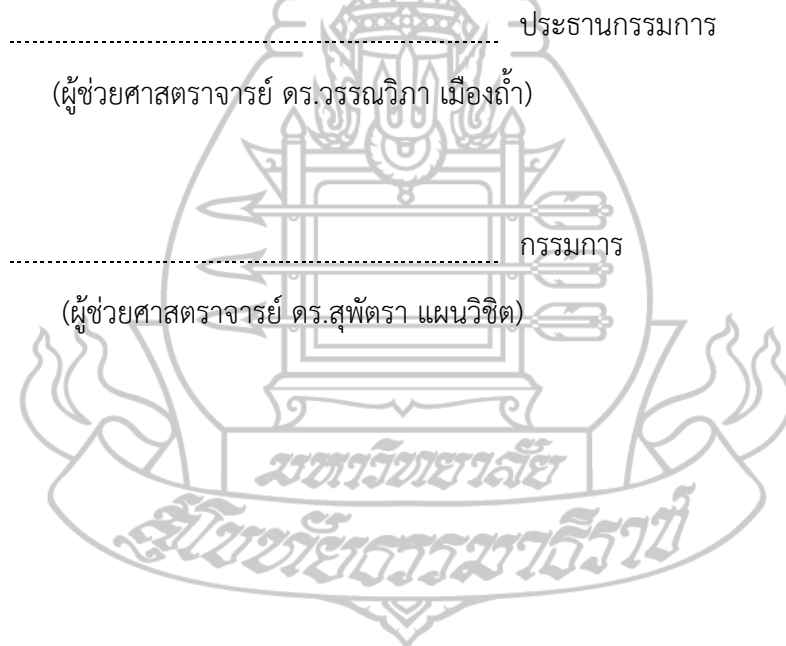 ประธานกรรมการ
(ผู้ช่วยศาสตราจารย์ ดร.วรรณวิภา เมืองถ้ำ)
กรรมการ
(ผู้ช่วยศาสตราจารย์ ดร.สุพัตรา แผนวิชิต)
มหาวิทยาลัย
สุโขทัยธรรมาธิราช